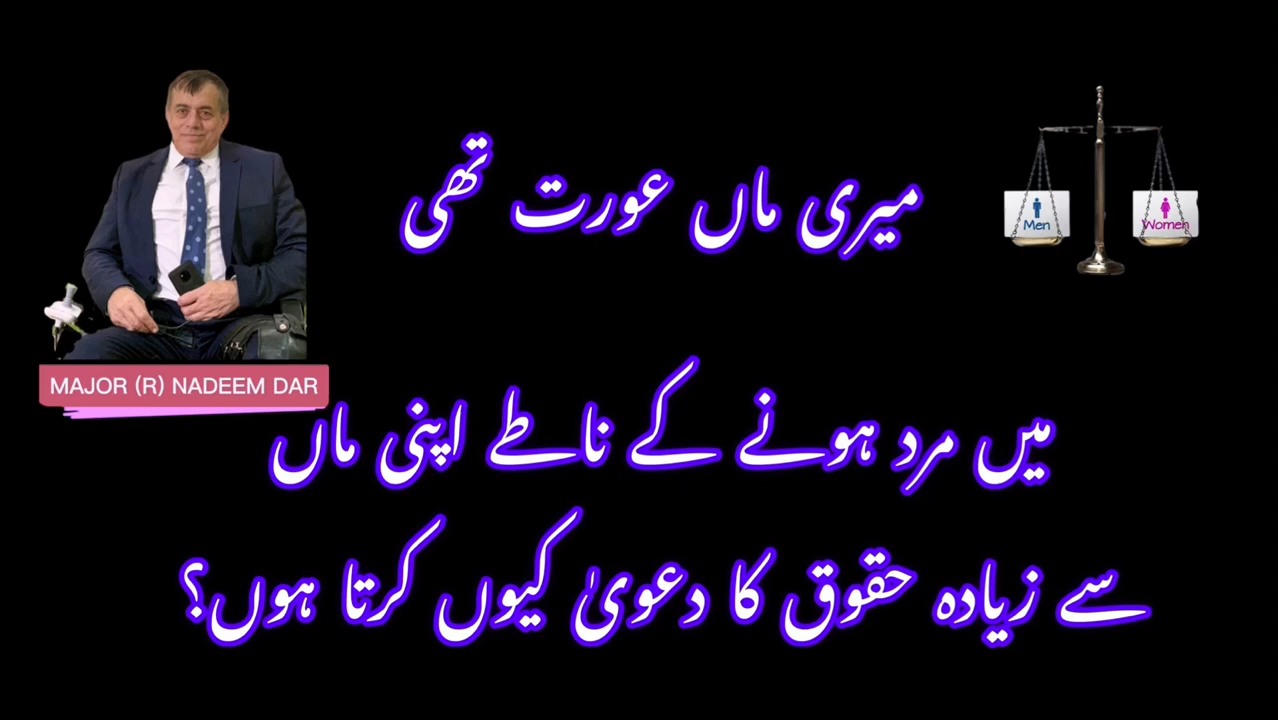 میری ماں عورت تھی
Men
Women
MAJOR (R) NADEEM DAR
میں مرد ہونے کے ناطے اپنی ماں
سے زیادہ حقوق کا دعویٰ کیوں کرتا ہوں؟